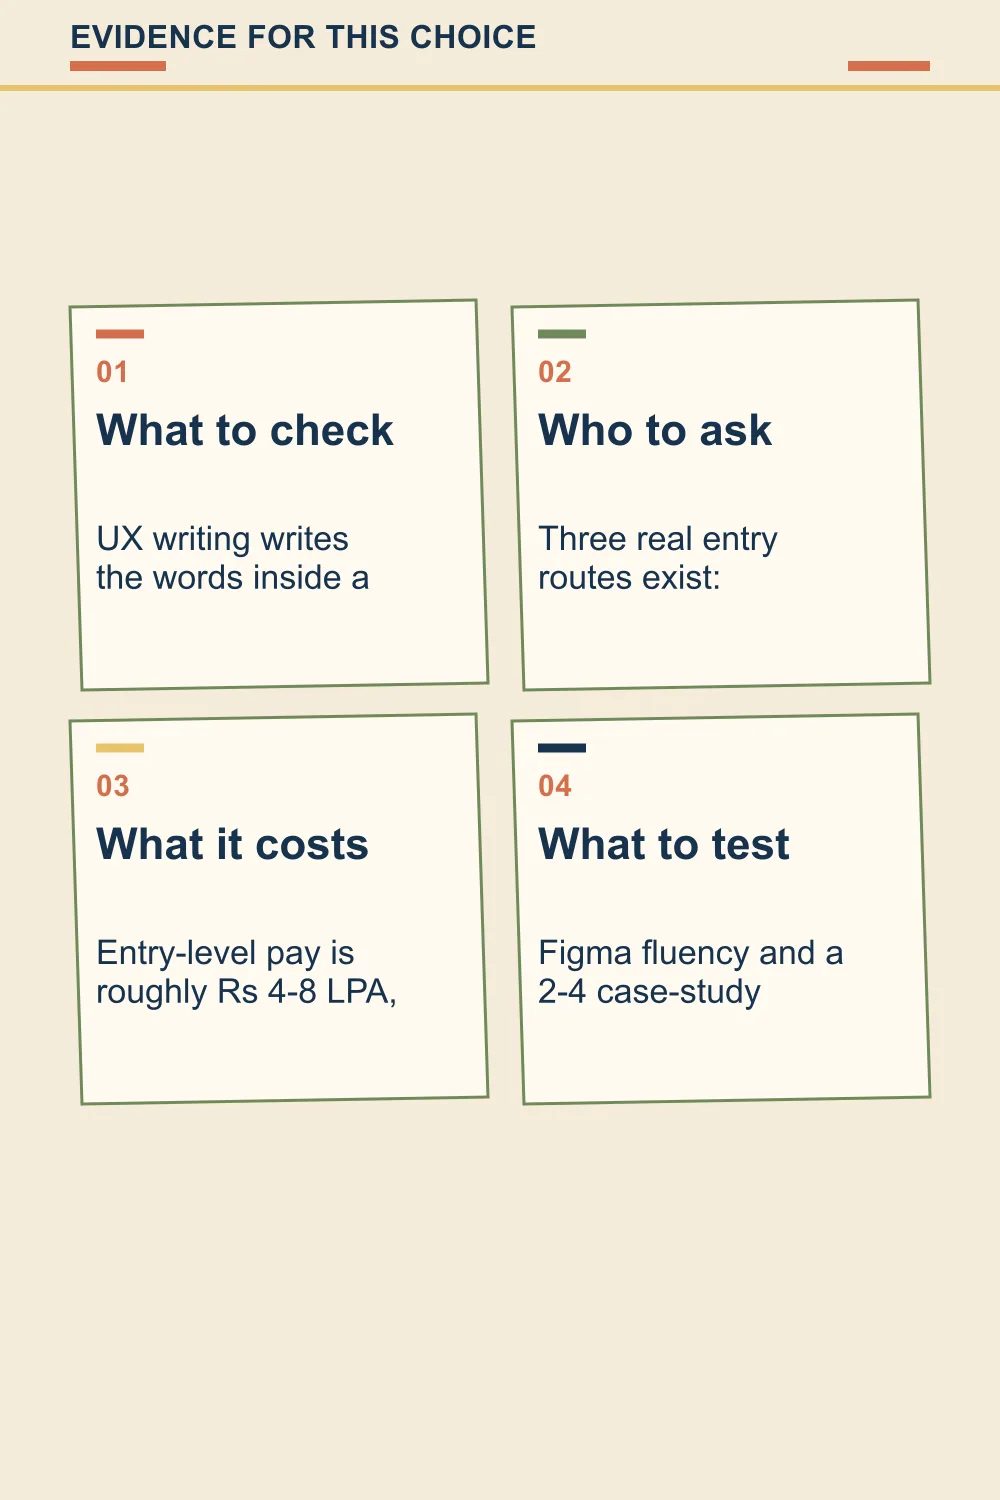 EVIDENCE FOR THIS CHOICE
01
What to check
UX writing writes
the words inside a
02
Who to ask
Three real entry
routes exist:
03
What it costs
Entry-level pay is
roughly Rs 4-8 LPA,
04
What to test
Figma fluency and a
2-4 case-study